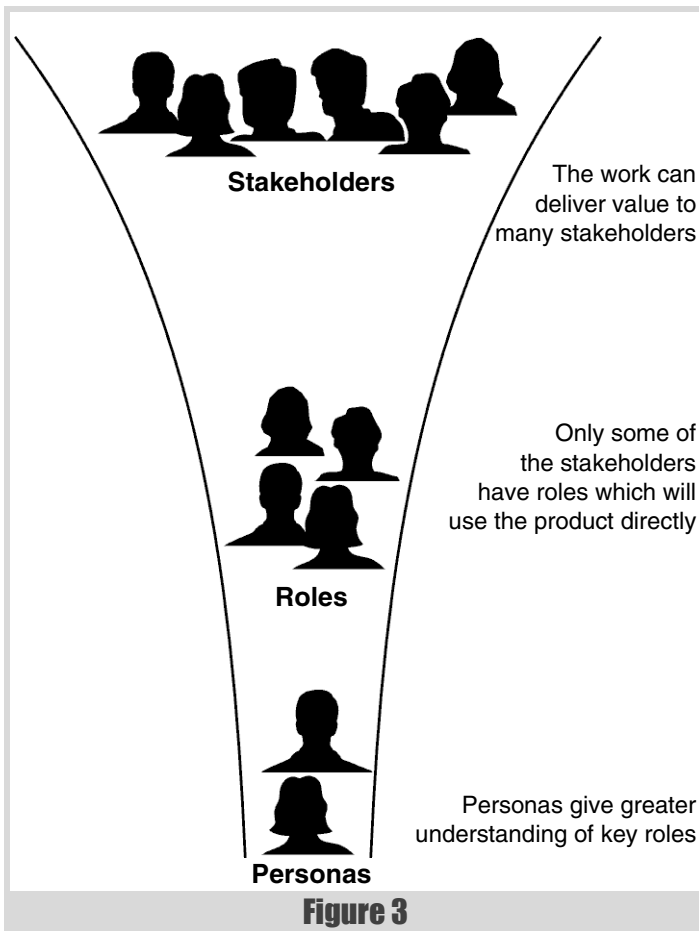 Stakeholders
The work can
deliver value to
many stakeholders
Only some of
the stakeholders
have roles which will
use the product directly
Roles
Personas give greater
understanding of key roles
Personas
Figure 3